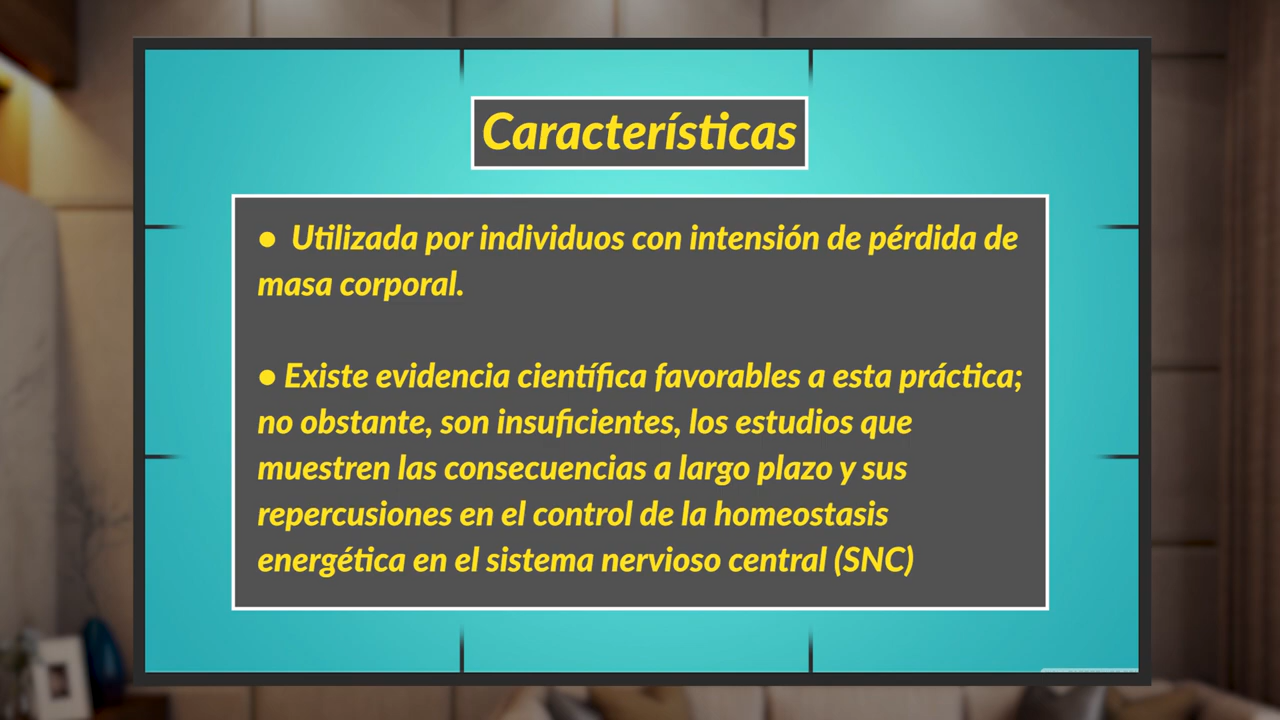 Características
● Utilizada por individuos con intensión de pérdida de
masa corporal.
● Existe evidencia científica favorables a esta práctica;
no obstante, son insuficientes, los estudios que
muestren las consecuencias a largo plazo y sus
repercusiones en el control de la homeostasis
energética en el sistema nervioso central (SNC)